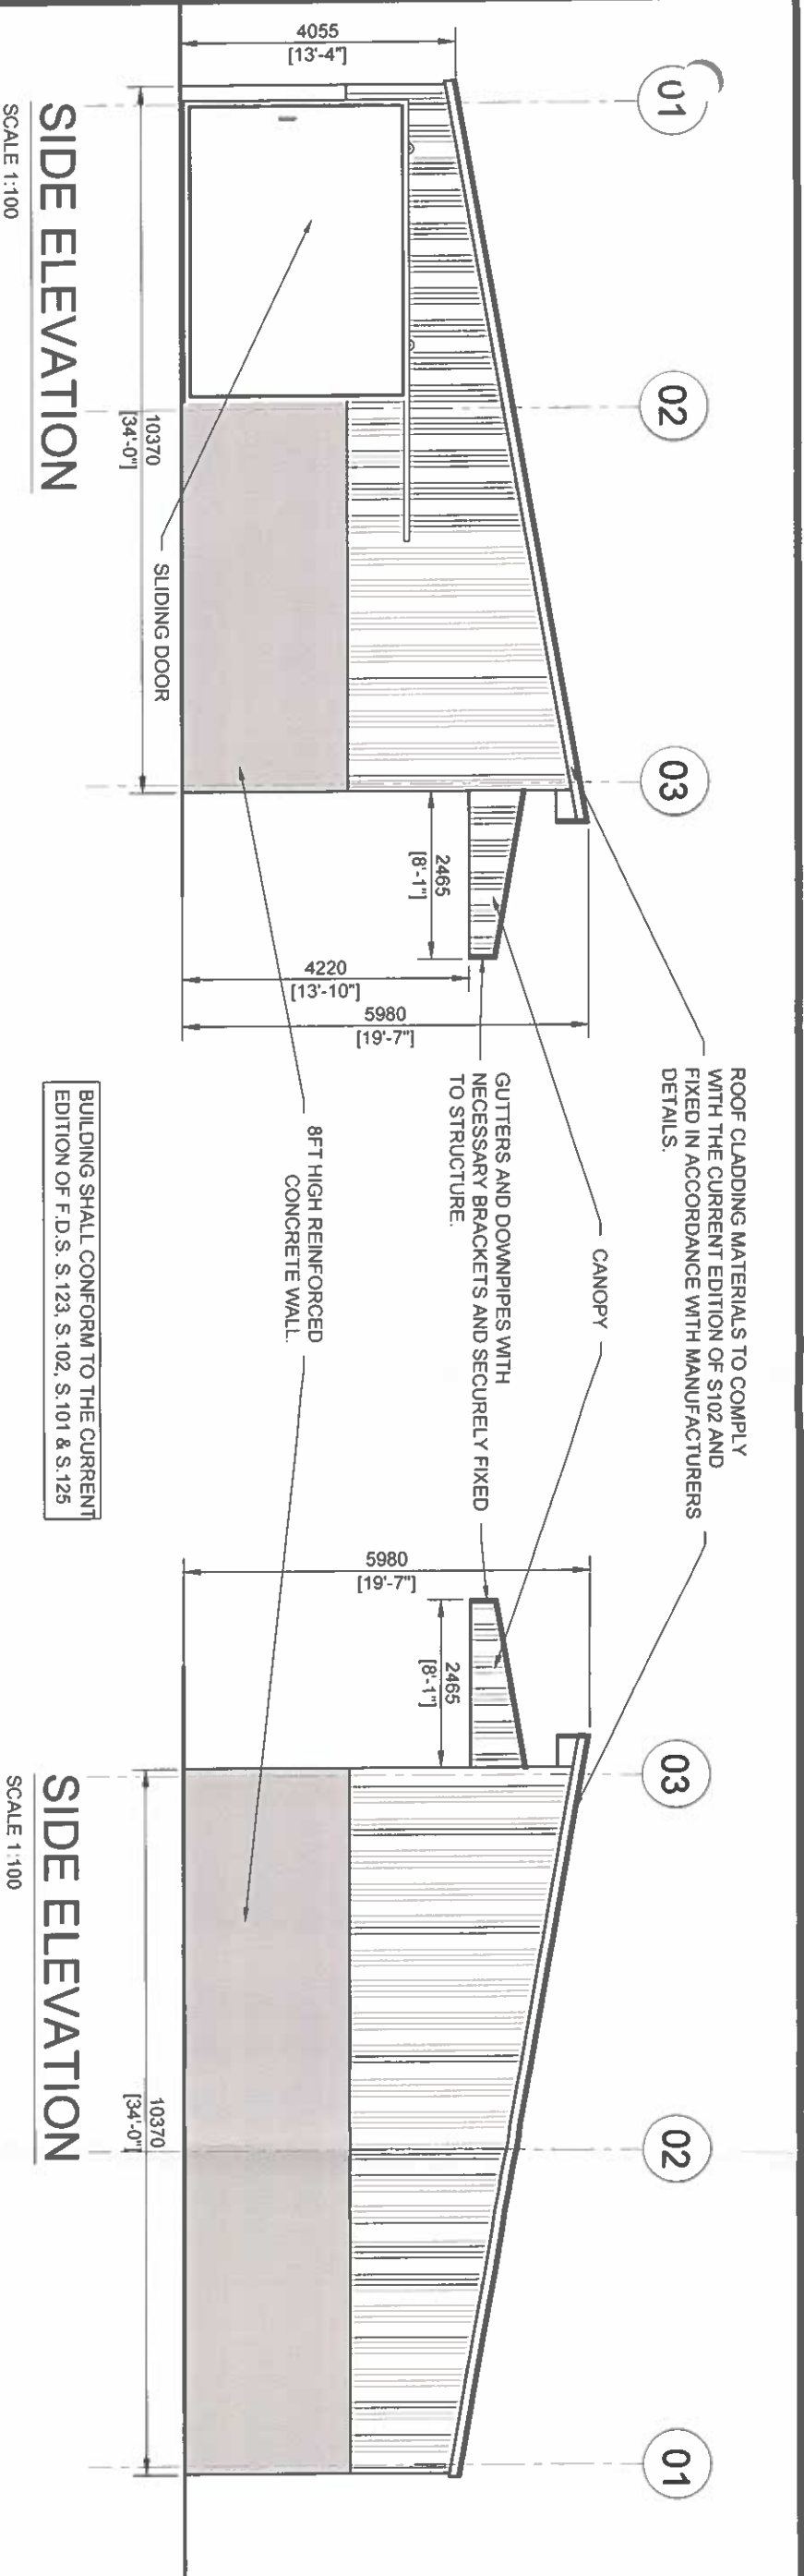 01
02
03
03
02
01
4055
[13'-4"]
10370
[34'-0"]
SLIDING DOOR
2465
[8'-1"]
4220
[13'-10"]
5980
[19'-7"]
ROOF CLADDING MATERIALS TO COMPLY
WITH THE CURRENT EDITION OF S102 AND
FIXED IN ACCORDANCE WITH MANUFACTURERS
DETAILS.
CANOPY
GUTTERS AND DOWNPIPES WITH
NECESSARY BRACKETS AND SECURELY FIXED
TO STRUCTURE.
8FT HIGH REINFORCED
CONCRETE WALL.
BUILDING SHALL CONFORM TO THE CURRENT
EDITION OF F.D.S. S.123, S.102, S.101 & S.125
5980
[19'-7"]
2465
[8'-1"]
10370
[34'-0"]
SIDE ELEVATION
SCALE 1:100
SIDE ELEVATION
SCALE 1:100